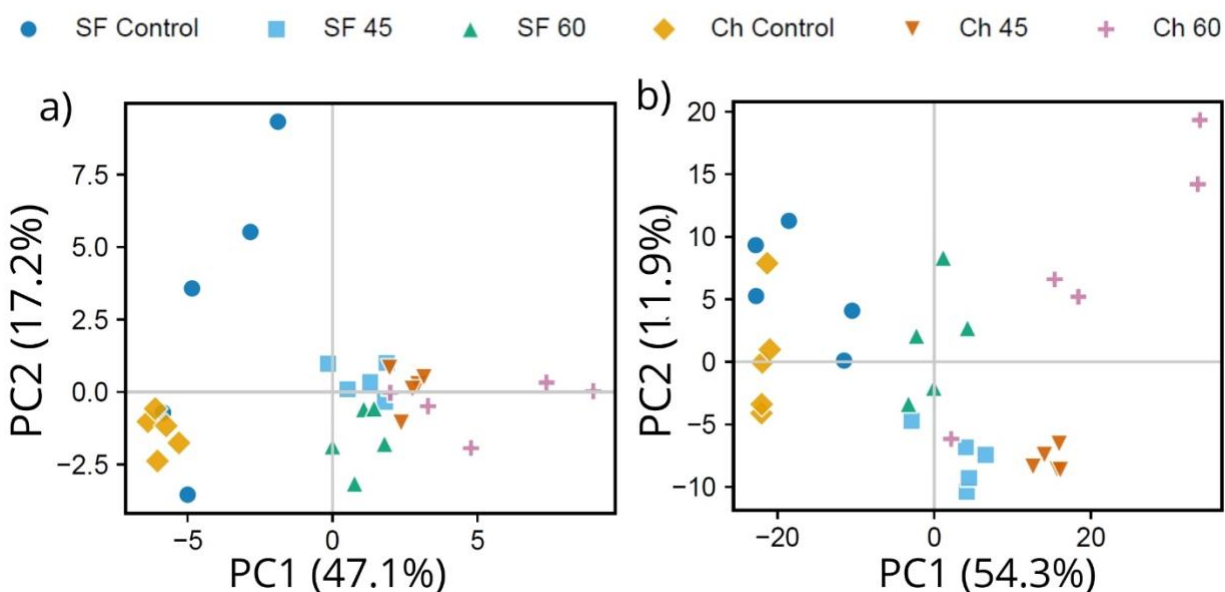 SF Control SF 45 SF 60 Ch Control Ch 45 Ch 60
a)
7.5
5.0
2.5
0.0
−2.5
PC2 (17.2%)
−5 0 5
PC1 (47.1%)
b)
20
15
10
5
0
−5
−10
PC2 (11.9%)
−20 0 20
PC1 (54.3%)